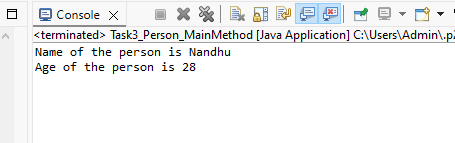 Console
<terminated> Task3_Person_MainMethod [Java Application] C:\Users\Admin\.p2
Name of the person is Nandhu
Age of the person is 28